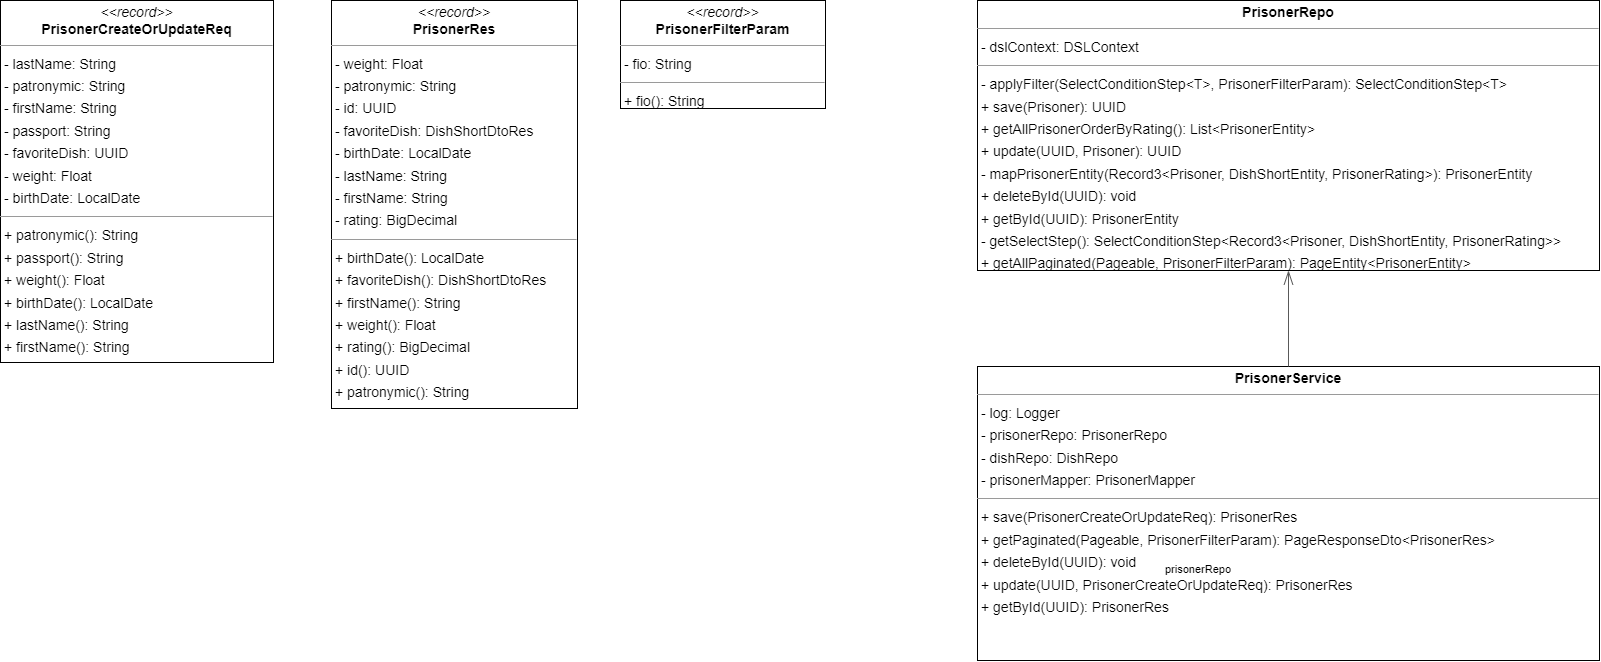 <<record>>
PrisonerCreateOrUpdateReq
- lastName: String
- patronymic: String
- firstName: String
- passport: String
- favoriteDish: UUID
- weight: Float
- birthDate: LocalDate
+ patronymic(): String
+ passport(): String
+ weight(): Float
+ birthDate(): LocalDate
+ lastName(): String
+ firstName(): String
<<record>>
PrisonerRes
- weight: Float
- patronymic: String
- id: UUID
- favoriteDish: DishShortDtoRes
- birthDate: LocalDate
- lastName: String
- firstName: String
- rating: BigDecimal
+ birthDate(): LocalDate
+ favoriteDish(): DishShortDtoRes
+ firstName(): String
+ weight(): Float
+ rating(): BigDecimal
+ id(): UUID
+ patronymic(): String
<<record>>
PrisonerFilterParam
- fio: String
+ fio(): String
PrisonerRepo
- dslContext: DSLContext
- applyFilter(SelectConditionStep<T>, PrisonerFilterParam): SelectConditionStep<T>
+ save(Prisoner): UUID
+ getAllPrisonerOrderByRating(): List<PrisonerEntity>
+ update(UUID, Prisoner): UUID
- mapPrisonerEntity(Record3<Prisoner, DishShortEntity, PrisonerRating>): PrisonerEntity
+ deleteById(UUID): void
+ getById(UUID): PrisonerEntity
- getSelectStep(): SelectConditionStep<Record3<Prisoner, DishShortEntity, PrisonerRating>>
+ getAllPaginated(Pageable, PrisonerFilterParam): PageEntity<PrisonerEntity>
PrisonerService
- log: Logger
- prisonerRepo: PrisonerRepo
- dishRepo: DishRepo
- prisonerMapper: PrisonerMapper
+ save(PrisonerCreateOrUpdateReq): PrisonerRes
+ getPaginated(Pageable, PrisonerFilterParam): PageResponseDto<PrisonerRes>
+ deleteById(UUID): void
prisonerRepo
+ update(UUID, PrisonerCreateOrUpdateReq): PrisonerRes
+ getById(UUID): PrisonerRes